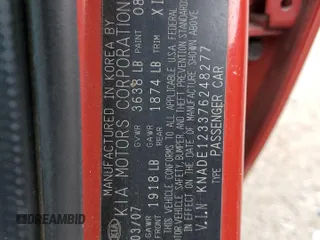 MANUFACTURED IN KOREA BY
KIA MOTORS CORPORATION
03/07 GVWR 3638 LB PAINT 08
GAWR FRONT 1918 LB GAWR REAR 1874 LB TRIM XI
THIS VEHICLE CONFORMS TO ALL APPLICABLE U.S.A FEDERAL
MOTOR VEHICLE SAFETY, BUMPER, AND THEFT PREVENTION STANDARDS
IN EFFECT ON THE DATE OF MANUFACTURE SHOWN ABOVE.
V.I.N KNADE123376248277
TYPE PASSENGER CAR
DREAMBID